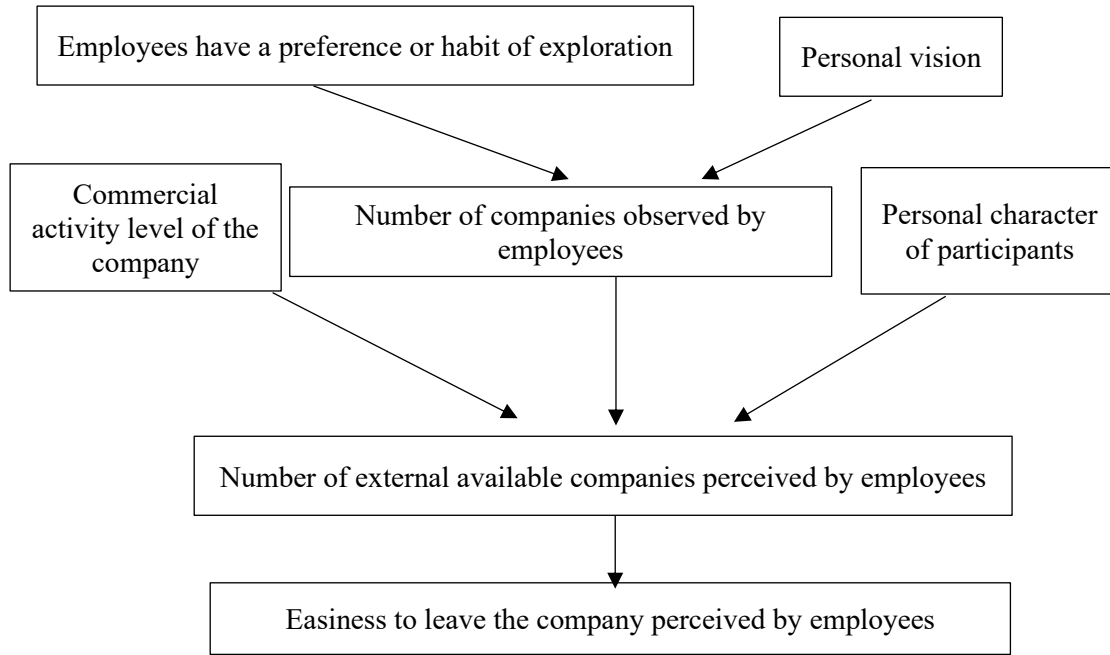 Employees have a preference or habit of exploration
Personal vision
Commercial
activity level of the
company
Number of companies observed by
employees
Personal character
of participants
Number of external available companies perceived by employees
Easiness to leave the company perceived by employees